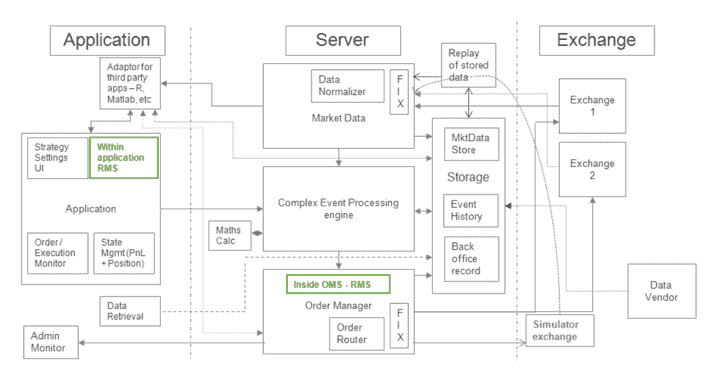 Application
Server
Exchange
Adaptor for
third party
apps – R,
Matlab, etc
Data
Normalizer
F
I
X
Market Data
Replay
of stored
data
Exchange
1
Exchange
2
Strategy
Settings
UI
Within
application
RMS
Application
Order /
Execution
Monitor
State
Mgmt (PnL
+ Position)
MktData
Store
Storage
Event
History
Back
office
record
Complex Event Processing
engine
Maths
Calc
Inside OMS - RMS
Order Manager
Order
Router
F
I
X
Data
Retrieval
Admin
Monitor
Data
Vendor
Simulator
exchange